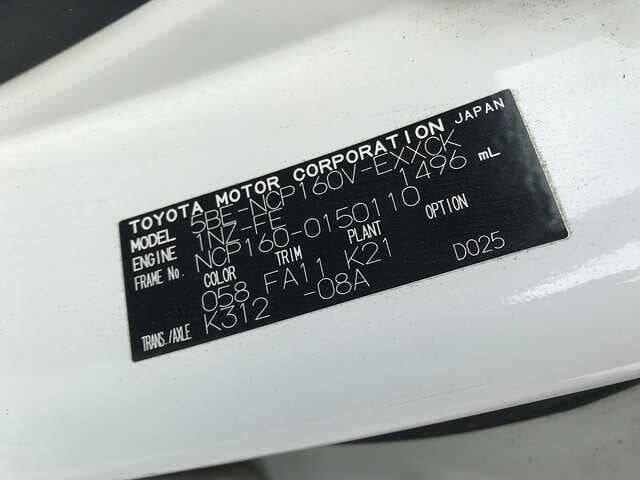 TOYOTA MOTOR CORPORATION JAPAN
MODEL 5BE-NCP160V-EXXCK
ENGINE 1NZ-FE 1496 mL
FRAME No. NCP160-0150110
COLOR TRIM PLANT OPTION
058 FA11 K21 D025
TRANS./AXLE K312 -08A